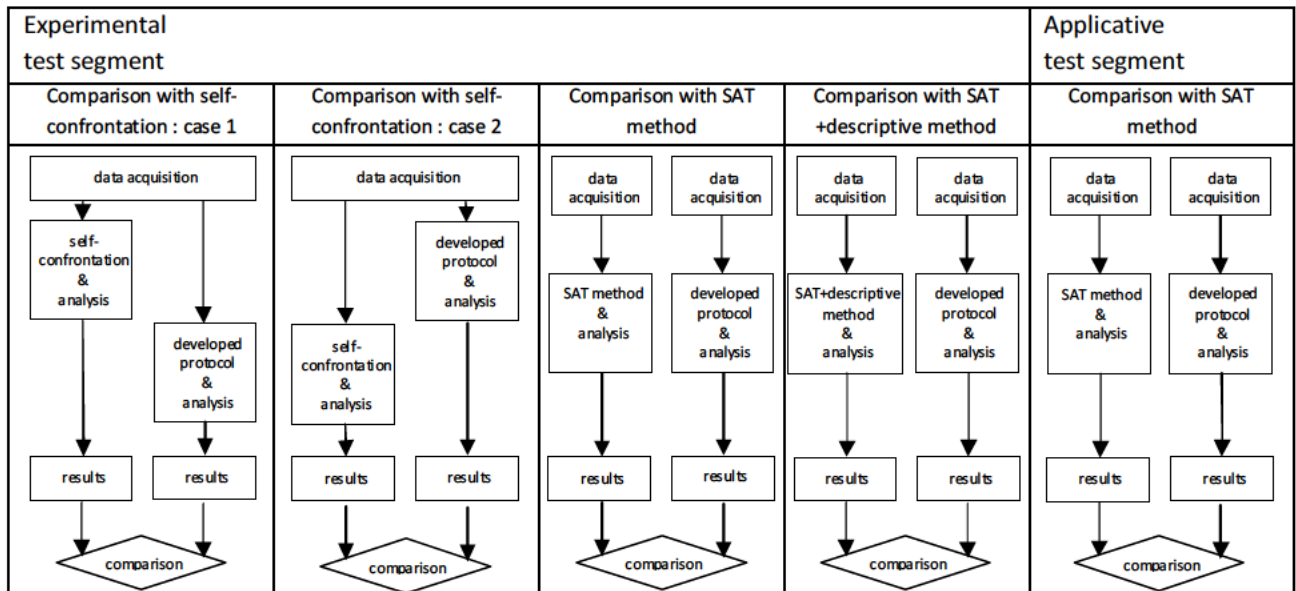 Experimental
test segment
Applicative
test segment
Comparison with self-
confrontation : case 1
Comparison with self-
confrontation : case 2
Comparison with SAT
method
Comparison with SAT
+descriptive method
Comparison with SAT
method
data acquisition
self-
confrontation
&
analysis
developed
protocol
&
analysis
results
results
comparison
data acquisition
developed
protocol
&
analysis
self-
confrontation
&
analysis
results
results
comparison
data
acquisition
data
acquisition
SAT method
&
analysis
developed
protocol
&
analysis
results
results
comparison
data
acquisition
data
acquisition
SAT+descriptive
method
&
analysis
developed
protocol
&
analysis
results
results
comparison
data
acquisition
data
acquisition
SAT method
&
analysis
developed
protocol
&
analysis
results
results
comparison